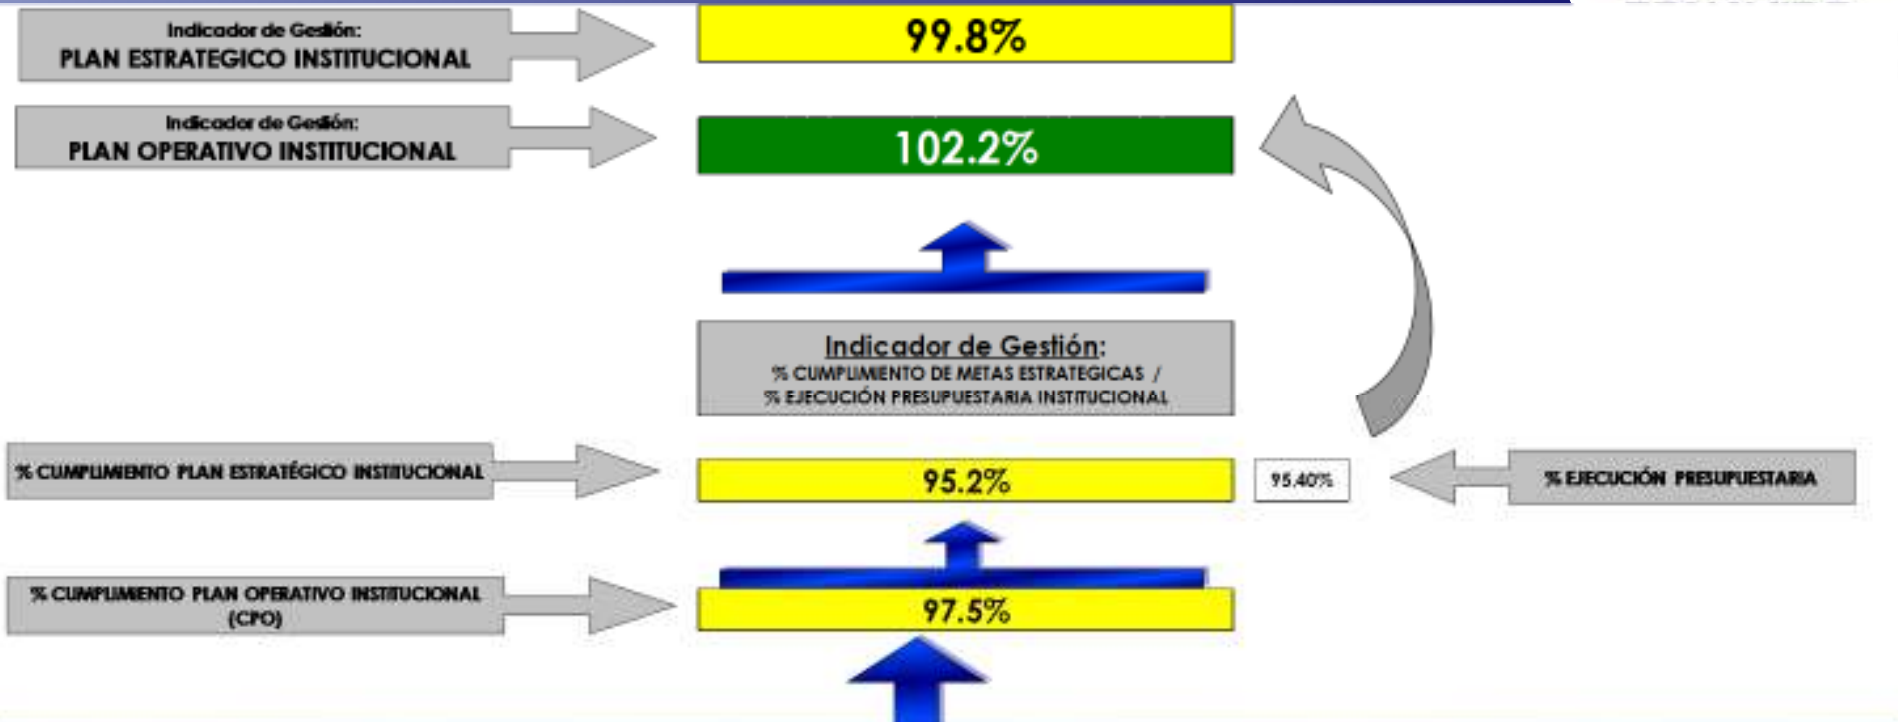 Indicador de Gestión:
PLAN ESTRATEGICO INSTITUCIONAL
99.8%
Indicador de Gestión:
PLAN OPERATIVO INSTITUCIONAL
102.2%
Indicador de Gestión:
% CUMPLIMIENTO DE METAS ESTRATEGICAS /
% EJECUCIÓN PRESUPUESTARIA INSTITUCIONAL
% CUMPLIMIENTO PLAN ESTRATÉGICO INSTITUCIONAL
95.2%
95.40%
% EJECUCIÓN PRESUPUESTARIA
% CUMPLIMIENTO PLAN OPERATIVO INSTITUCIONAL
(CPO)
97.5%